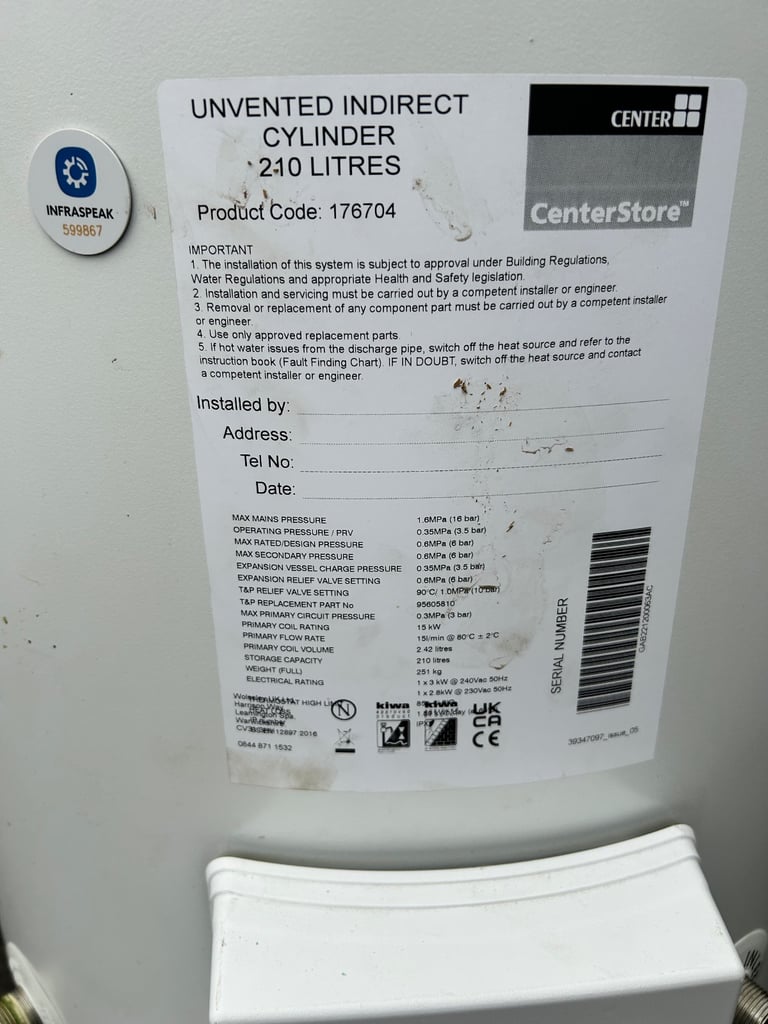 INFRASPEAK
599867
UNVENTED INDIRECT
CYLINDER
210 LITRES
CENTER
CenterStore™
Product Code: 176704
IMPORTANT
1. The installation of this system is subject to approval under Building Regulations,
Water Regulations and appropriate Health and Safety legislation.
2. Installation and servicing must be carried out by a competent installer or engineer.
3. Removal or replacement of any component part must be carried out by a competent installer
or engineer.
4. Use only approved replacement parts
5. If hot water issues from the discharge pipe, switch off the heat source and refer to the
instruction book (Fault Finding Chart). IF IN DOUBT, switch off the heat source and contact
a competent installer or engineer.
Installed by:
Address:
Tel No:
Date:
MAX MAINS PRESSURE 1.6MPa (16 bar)
OPERATING PRESSURE / PRV 0.35MPa (3.5 bar)
MAX RATED/DESIGN PRESSURE 0.6MPa (6 bar)
MAX SECONDARY PRESSURE 0.6MPa (6 bar)
EXPANSION VESSEL CHARGE PRESSURE 0.35MPa (3.5 bar)
EXPANSION RELIEF VALVE SETTING 0.6MPa (6 bar)
T&P RELIEF VALVE SETTING 90°C/ 1.0MPa (10 bar)
T&P REPLACEMENT PART No 95605810
MAX PRIMARY CIRCUIT PRESSURE 0.3MPa (3 bar)
PRIMARY COIL RATING 15 kW
PRIMARY FLOW RATE 15l/min @ 80°C ± 2°C
PRIMARY COIL VOLUME 2.42 litres
STORAGE CAPACITY 210 litres
WEIGHT (FULL) 251 kg
ELECTRICAL RATING 1 x 3 kW @ 240Vac 50Hz
1 x 2.8kW @ 230Vac 50Hz
THERMOSTAT HIGH
Harrison Way
Leamington Spa
12897 2016
0844 871 1532
kiwa
kiwa
UK
CA
CE
SERIAL NUMBER
GAB221200063AC
39347097_issue_05